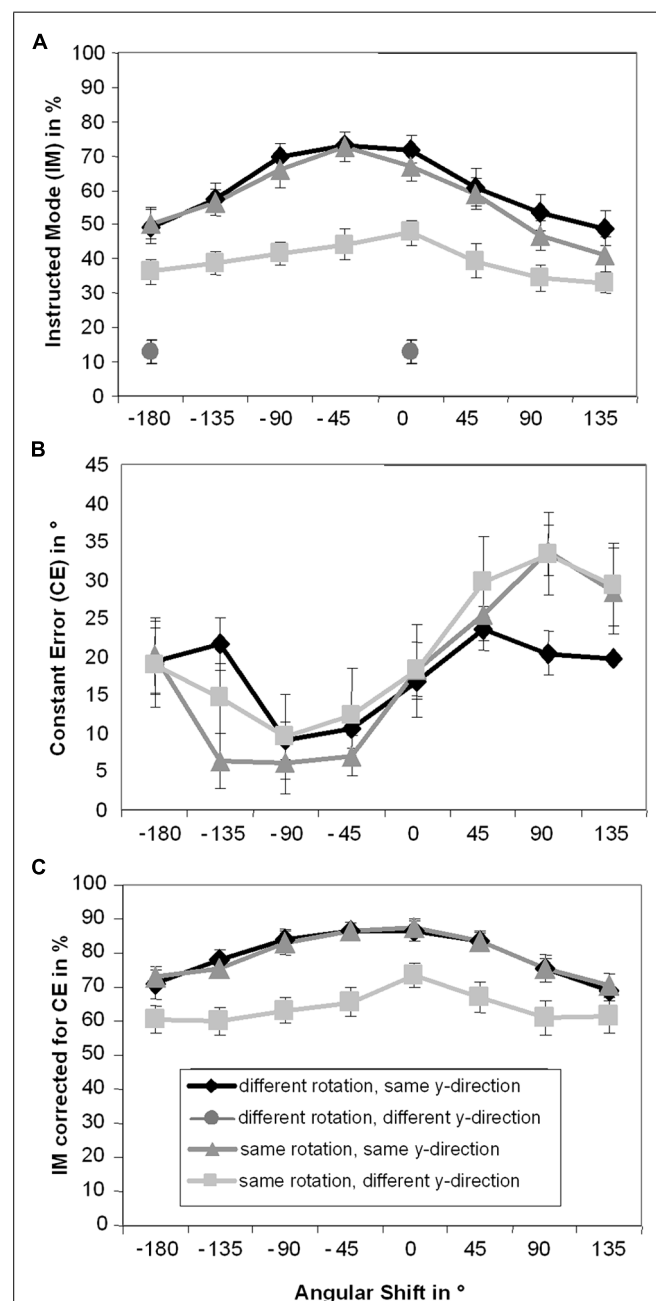 A
Instructed Mode (IM) in %
100
90
80
70
60
50
40
30
20
10
0
-180 -135 -90 -45 0 45 90 135
B
Constant Error (CE) in °
45
40
35
30
25
20
15
10
5
0
-180 -135 -90 -45 0 45 90 135
C
IM corrected for CE in %
100
90
80
70
60
50
40
30
20
10
0
different rotation, same y-direction
different rotation, different y-direction
same rotation, same y-direction
same rotation, different y-direction
-180 -135 -90 -45 0 45 90 135
Angular Shift in °